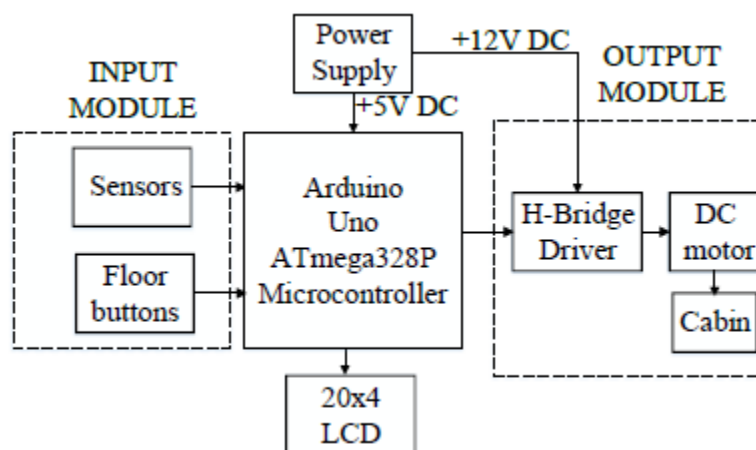 Power
Supply
+12V DC
+5V DC
INPUT
MODULE
OUTPUT
MODULE
Sensors
Floor
buttons
Arduino
Uno
ATmega328P
Microcontroller
H-Bridge
Driver
DC
motor
Cabin
20x4
LCD